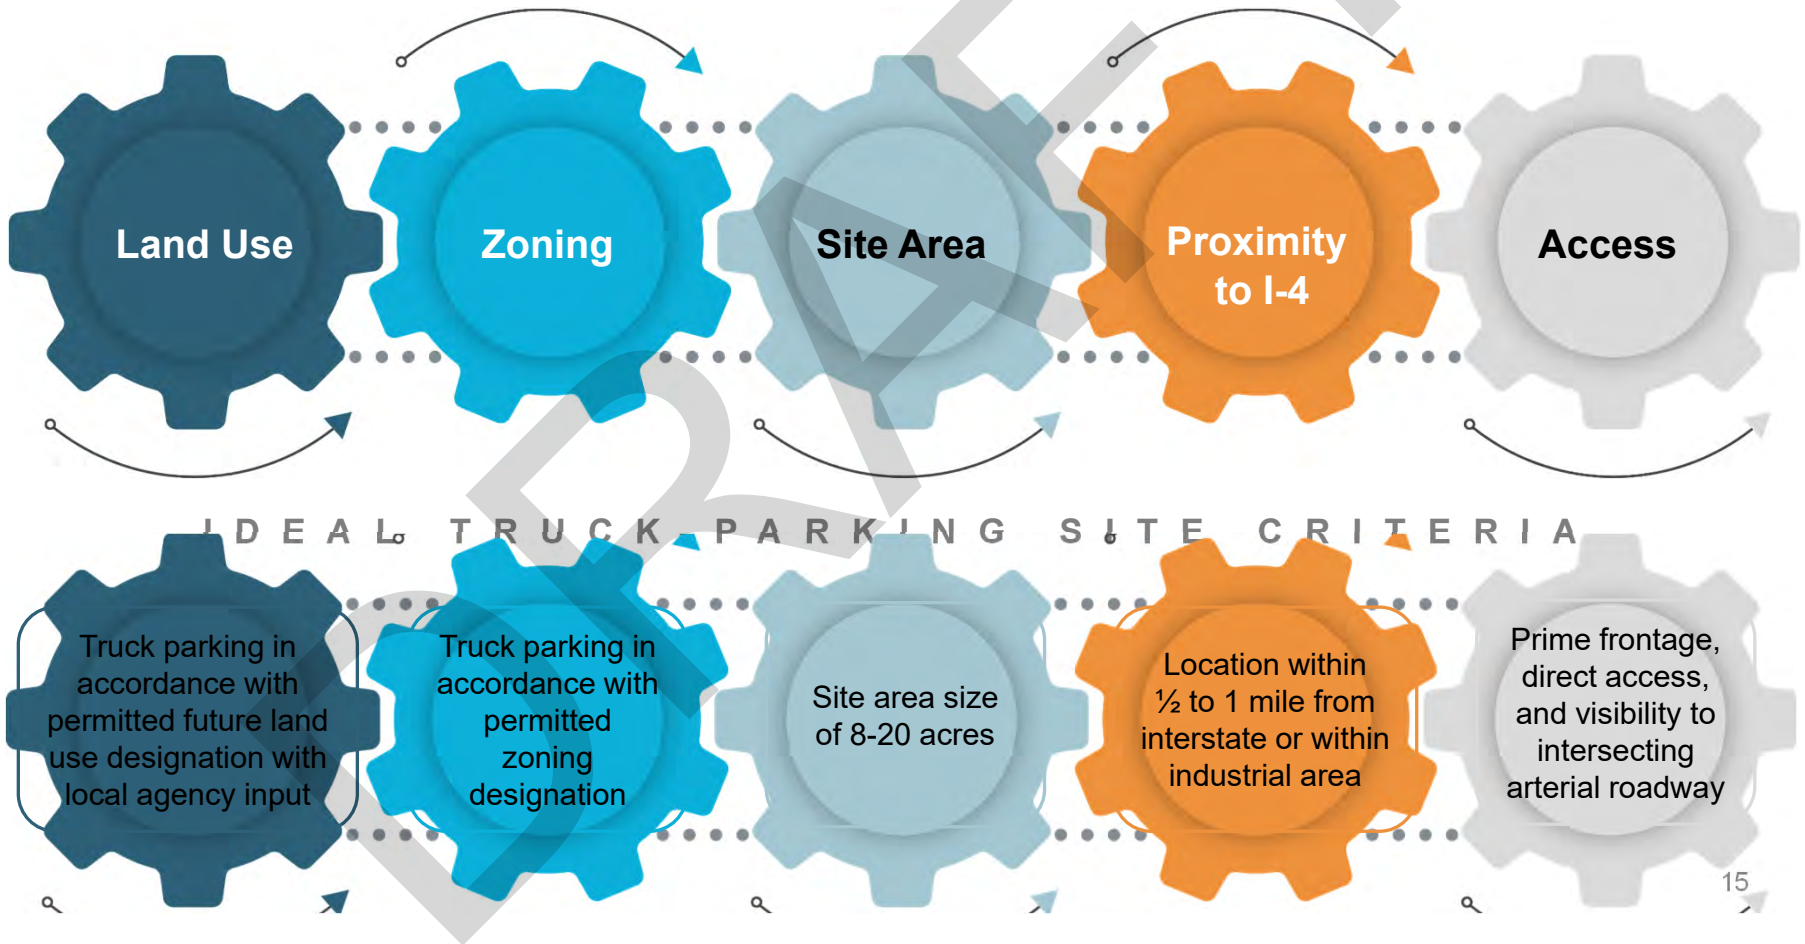 Land Use
Zoning
Site Area
Proximity
to I-4
Access
IDEAL TRUCK PARKING SITE CRITERIA
Truck parking in
accordance with
permitted future land
use designation with
local agency input
Truck parking in
accordance with
permitted
zoning
designation
Site area size
of 8-20 acres
Location within
½ to 1 mile from
interstate or within
industrial area
Prime frontage,
direct access,
and visibility to
intersecting
arterial roadway
15
DRAFT